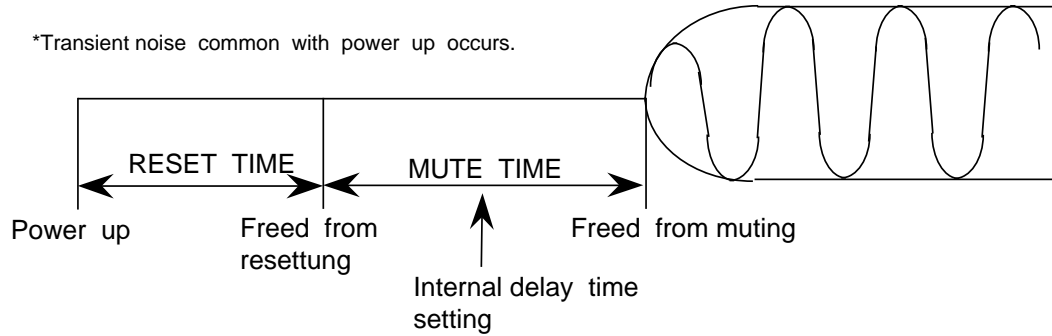 *Transient noise common with power up occurs.
RESET TIME
MUTE TIME
Power up
Freed from
resettung
Freed from muting
Internal delay time
setting